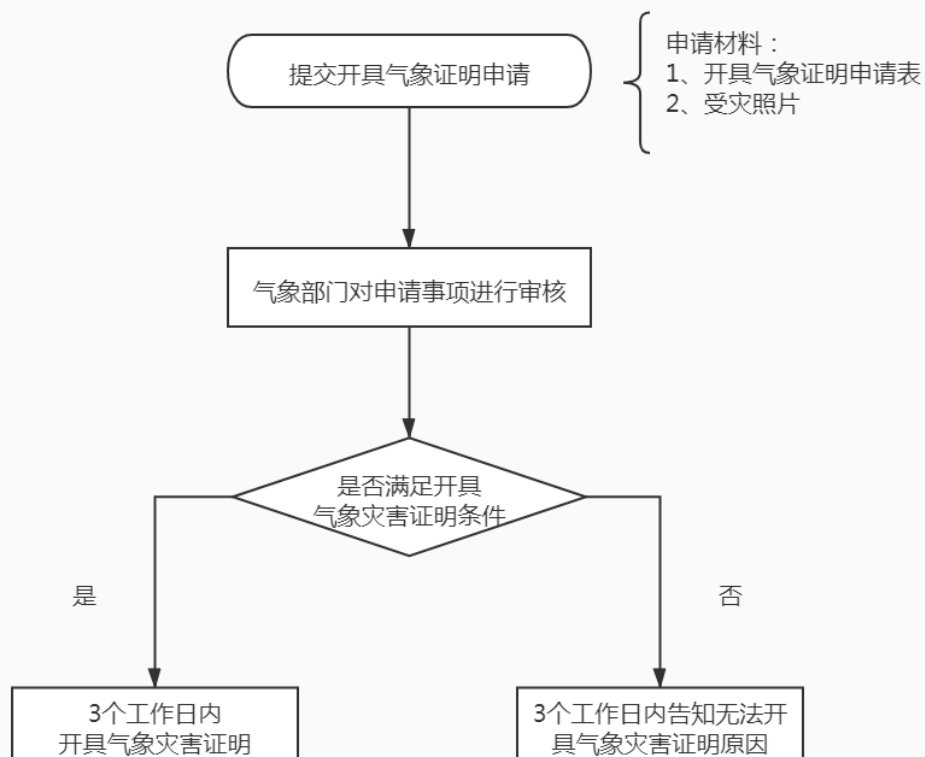 提交开具气象证明申请
申请材料：
1、开具气象证明申请表
2、受灾照片
气象部门对申请事项进行审核
是否满足开具
气象灾害证明条件
是
否
3个工作日内
开具气象灾害证明
3个工作日内告知无法开
具气象灾害证明原因